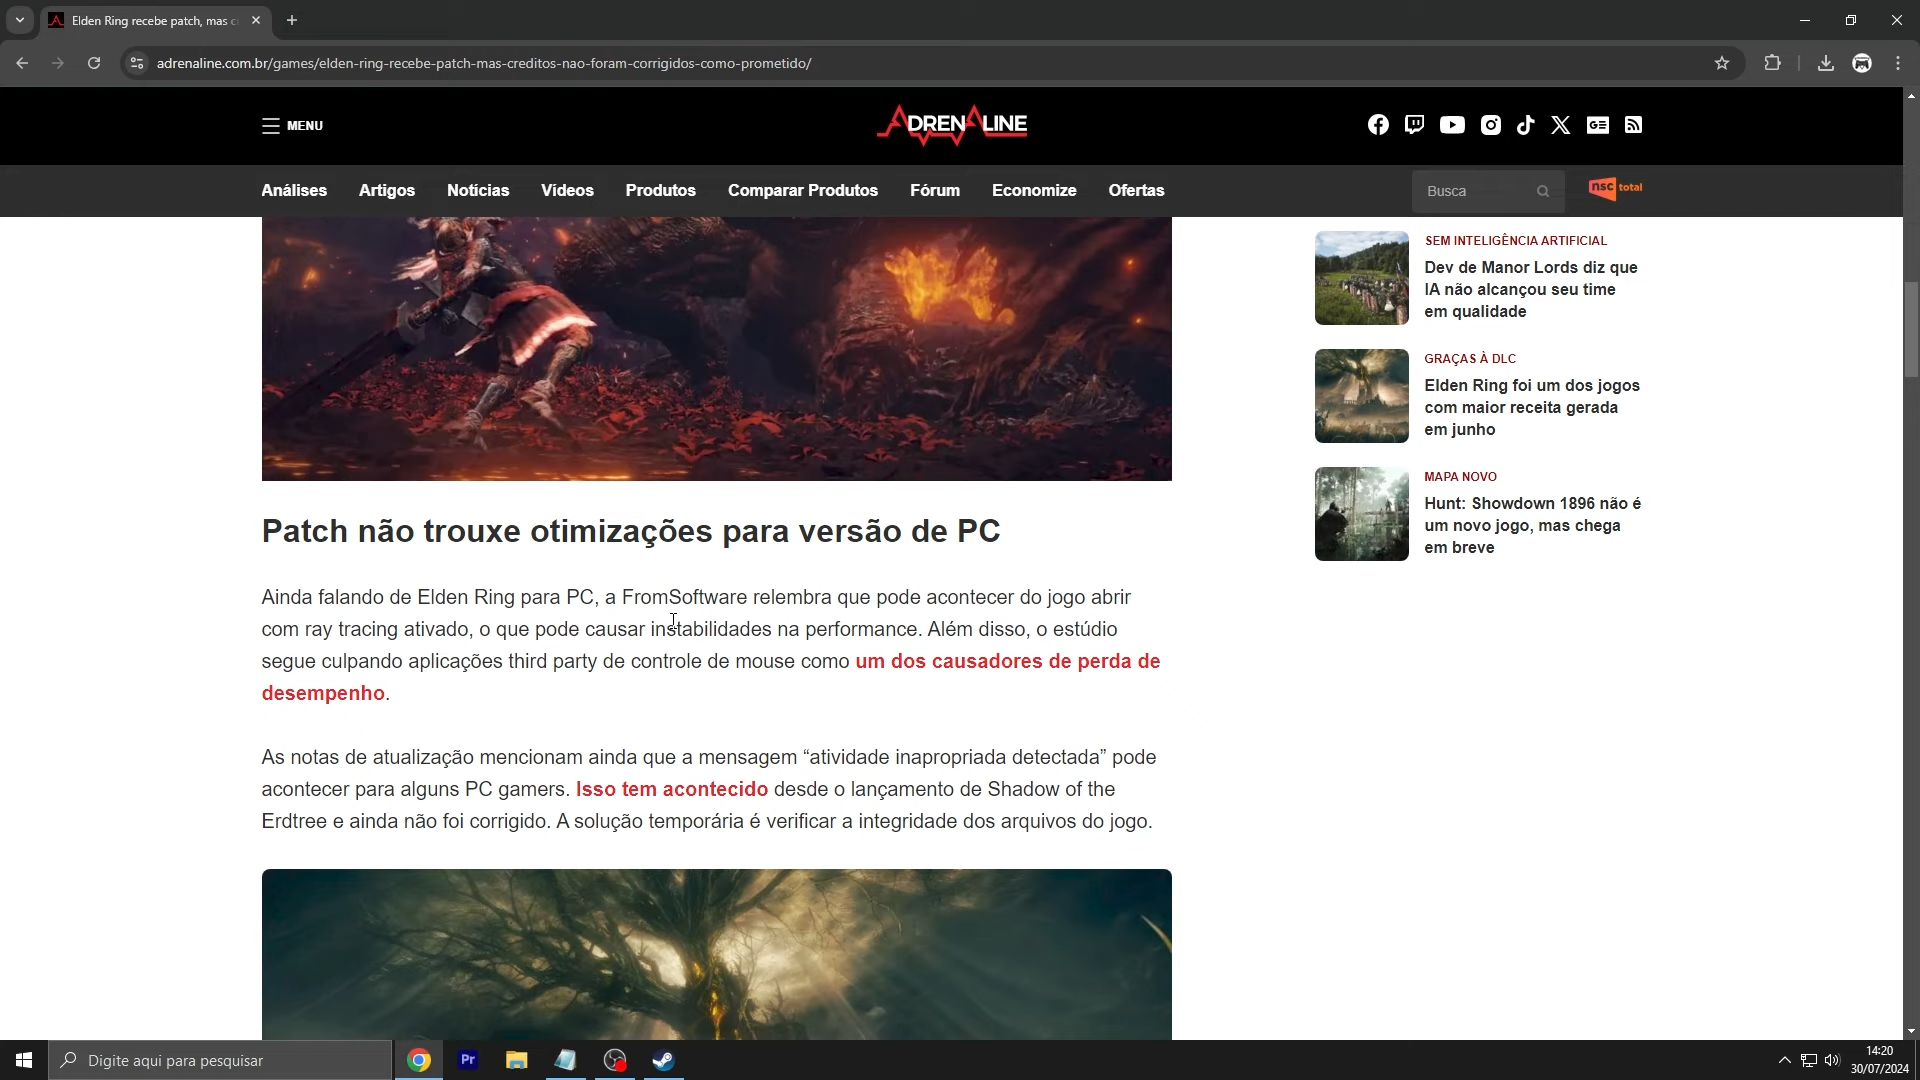 Elden Ring recebe patch, mas c
adrenaline.com.br/games/elden-ring-recebe-patch-mas-creditos-nao-foram-corrigidos-como-prometido/
MENU
ADRENALINE
Análises Artigos Notícias Vídeos Produtos Comparar Produtos Fórum Economize Ofertas
Busca
nsc total
SEM INTELIGÊNCIA ARTIFICIAL
Dev de Manor Lords diz que
IA não alcançou seu time
em qualidade
GRAÇAS À DLC
Elden Ring foi um dos jogos
com maior receita gerada
em junho
MAPA NOVO
Hunt: Showdown 1896 não é
um novo jogo, mas chega
em breve
Patch não trouxe otimizações para versão de PC
Ainda falando de Elden Ring para PC, a FromSoftware relembra que pode acontecer do jogo abrir
com ray tracing ativado, o que pode causar instabilidades na performance. Além disso, o estúdio
segue culpando aplicações third party de controle de mouse como um dos causadores de perda de
desempenho.
As notas de atualização mencionam ainda que a mensagem “atividade inapropriada detectada” pode
acontecer para alguns PC gamers. Isso tem acontecido desde o lançamento de Shadow of the
Erdtree e ainda não foi corrigido. A solução temporária é verificar a integridade dos arquivos do jogo.
Digite aqui para pesquisar
Pr
14:20
30/07/2024